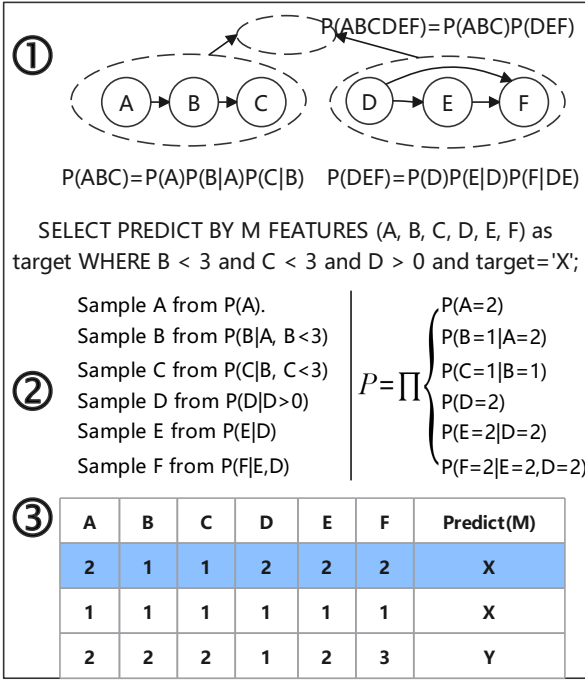 ①
P(ABCDEF)=P(ABC)P(DEF)
A B C D E F
P(ABC)=P(A)P(B|A)P(C|B) P(DEF)=P(D)P(E|D)P(F|DE)
SELECT PREDICT BY M FEATURES (A, B, C, D, E, F) as
target WHERE B < 3 and C < 3 and D > 0 and target='X';
②
Sample A from P(A).
Sample B from P(B|A, B<3)
Sample C from P(C|B, C<3)
Sample D from P(D|D>0)
Sample E from P(E|D)
Sample F from P(F|E,D)
P=∏{
P(A=2)
P(B=1|A=2)
P(C=1|B=1)
P(D=2)
P(E=2|D=2)
P(F=2|E=2,D=2)
③
A B C D E F Predict(M)
2 1 1 2 2 2 X
1 1 1 1 1 1 X
2 2 2 1 2 3 Y